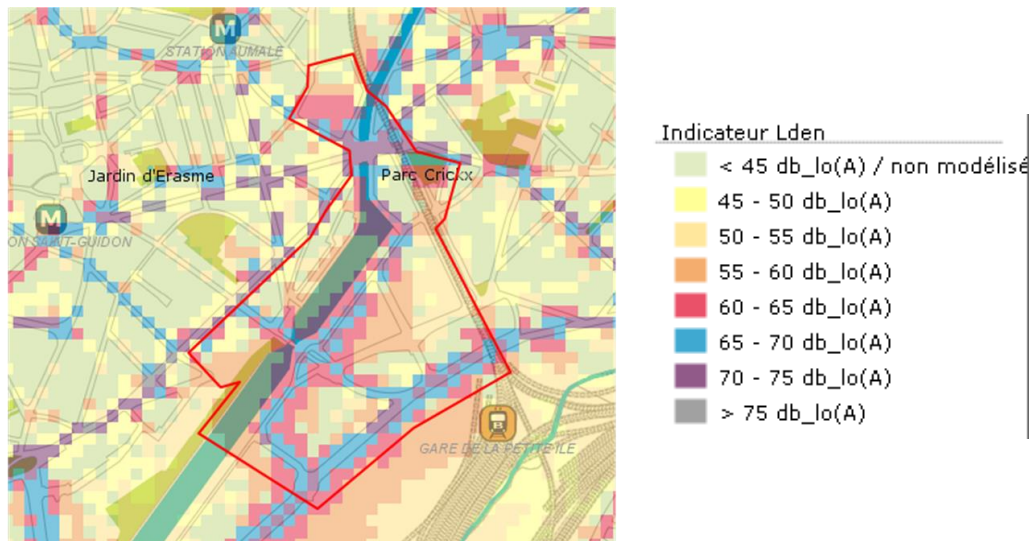 M
STATION AUMALE
Jardin d'Erasme
Parc Crickx
M
ON SAINT-GUIDON
B
GARE DE LA PETITE ILE
Indicateur Lden
< 45 db_lo(A) / non modélisé
45 - 50 db_lo(A)
50 - 55 db_lo(A)
55 - 60 db_lo(A)
60 - 65 db_lo(A)
65 - 70 db_lo(A)
70 - 75 db_lo(A)
> 75 db_lo(A)